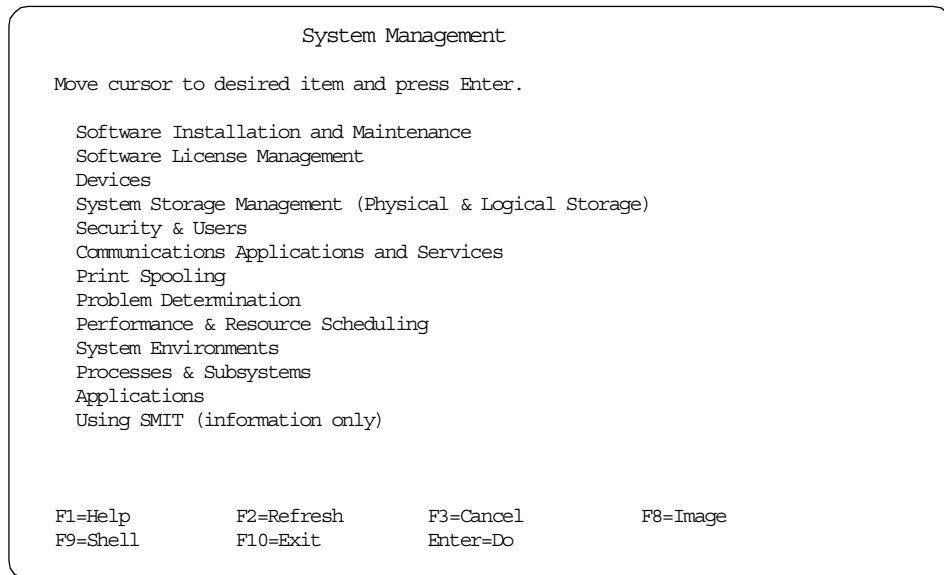 System Management
Move cursor to desired item and press Enter.
Software Installation and Maintenance
Software License Management
Devices
System Storage Management (Physical & Logical Storage)
Security & Users
Communications Applications and Services
Print Spooling
Problem Determination
Performance & Resource Scheduling
System Environments
Processes & Subsystems
Applications
Using SMIT (information only)
F1=Help F2=Refresh F3=Cancel F8=Image
F9=Shell F10=Exit Enter=Do